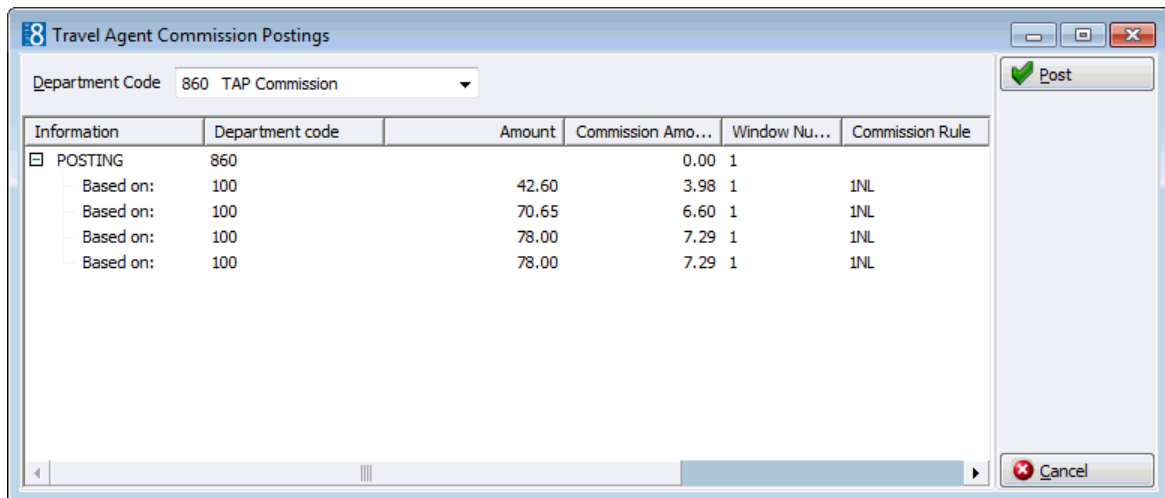 8 Travel Agent Commission Postings
Department Code 860 TAP Commission
Post
Information Department code Amount Commission Amo... Window Nu... Commission Rule
POSTING 860 0.00 1
Based on: 100 42.60 3.98 1 1NL
Based on: 100 70.65 6.60 1 1NL
Based on: 100 78.00 7.29 1 1NL
Based on: 100 78.00 7.29 1 1NL
Cancel